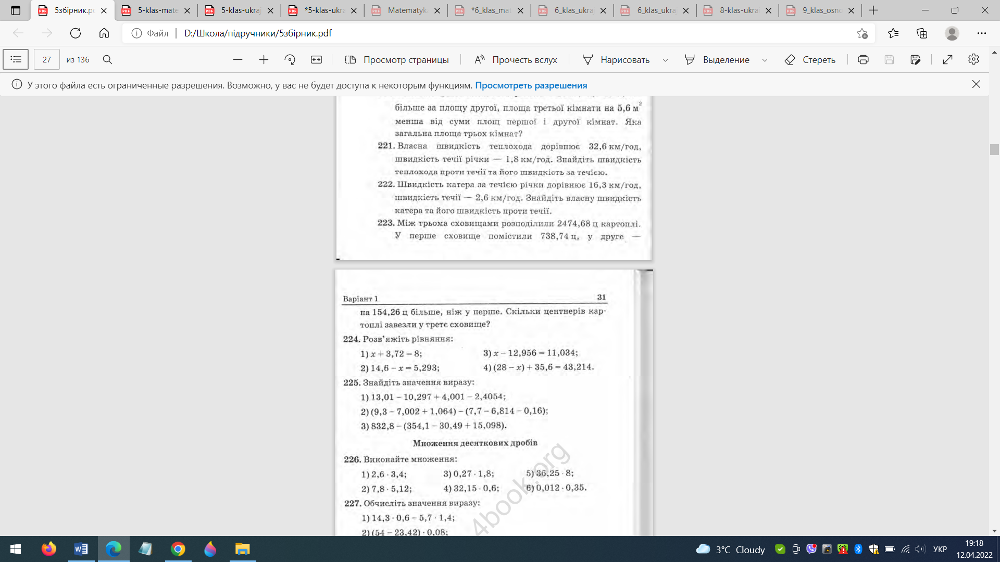 5збірник.pd
5-klas-mate
5-klas-ukraj
*5-klas-ukra
Matematyk
*6_klas_mat
6_klas_ukra
6_klas_ukra
8-klas-ukrai
9_klas_osno
Файл | D:/Школа/підручники/5збірник.pdf
27 из 136
Просмотр страницы
Прочесть вслух
Нарисовать
Выделение
Стереть
У этого файла есть ограниченные разрешения. Возможно, у вас не будет доступа к некоторым функциям. Просмотреть разрешения
більше за площу другої, площа третьої кімнати на 5,6 м²
менша від суми площ першої і другої кімнат. Яка
загальна площа трьох кімнат?
221. Власна швидкість теплохода дорівнює 32,6 км/год,
швидкість течії річки — 1,8 км/год. Знайдіть швидкість
теплохода проти течії та його швидкість за течією.
222. Швидкість катера за течією річки дорівнює 16,3 км/год,
швидкість течії — 2,6 км/год. Знайдіть власну швидкість
катера та його швидкість проти течії.
223. Між трьома сховищами розподілили 2474,68 ц картоплі.
У перше сховище помістили 738,74 ц, у друге —
Варіант 1 31
на 154,26 ц більше, ніж у перше. Скільки центнерів кар-
топлі завезли у третє сховище?
224. Розв'яжіть рівняння:
1) x + 3,72 = 8; 3) x − 12,956 = 11,034;
2) 14,6 − x = 5,293; 4) (28 − x) + 35,6 = 43,214.
225. Знайдіть значення виразу:
1) 13,01 − 10,297 + 4,001 − 2,4054;
2) (9,3 − 7,002 + 1,064) − (7,7 − 6,814 − 0,16);
3) 832,8 − (354,1 − 30,49 + 15,098).
Множення десяткових дробів
226. Виконайте множення:
1) 2,6 · 3,4; 3) 0,27 · 1,8; 5) 36,25 · 8;
2) 7,8 · 5,12; 4) 32,15 · 0,6; 6) 0,012 · 0,35.
227. Обчисліть значення виразу:
1) 14,3 · 0,6 − 5,7 · 1,4;
2) (54 − 23,42) · 0,08;
4book.org
3°C Cloudy
УКР
19:18
12.04.2022